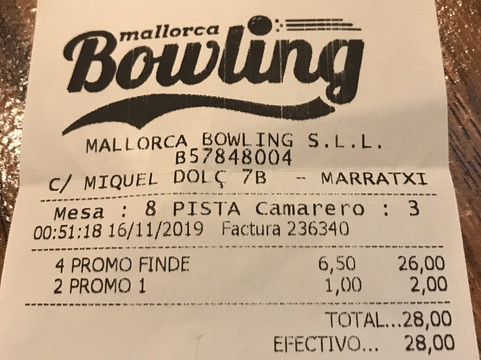 mallorca
Bowling
MALLORCA BOWLING S.L.L.
B57848004
C/ MIQUEL DOLÇ 7B - MARRATXI
Mesa : 8 PISTA Camarero : 3
00:51:18 16/11/2019 Factura 236340
4 PROMO FINDE 6,50 26,00
2 PROMO 1 1,00 2,00
TOTAL...28,00
EFECTIVO... 28,00